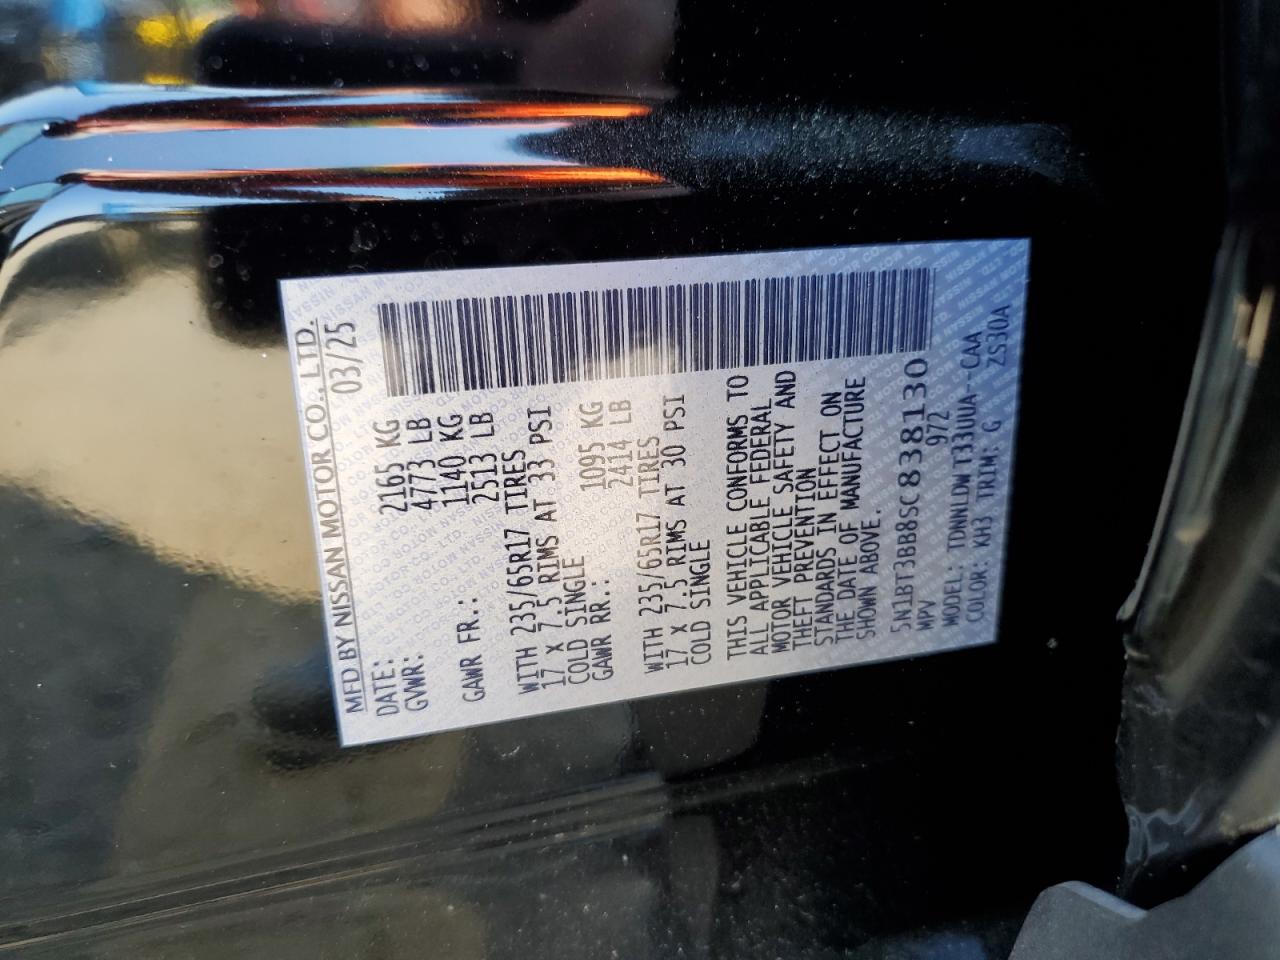 MFD BY NISSAN MOTOR CO., LTD.
DATE: 03/25
GVWR: 2165 KG
4773 LB
GAWR FR.: 1140 KG
2513 LB
WITH 235/65R17 TIRES
17 X 7.5 RIMS AT 33 PSI
COLD SINGLE
GAWR RR.: 1095 KG
2414 LB
WITH 235/65R17 TIRES
17 X 7.5 RIMS AT 30 PSI
COLD SINGLE
THIS VEHICLE CONFORMS TO
ALL APPLICABLE FEDERAL
MOTOR VEHICLE SAFETY AND
THEFT PREVENTION
STANDARDS IN EFFECT ON
THE DATE OF MANUFACTURE
SHOWN ABOVE.
5N1BT3BB8SC838130
MPV 972
MODEL: TDNNLDWT33UUA--CAA
COLOR: KH3 TRIM: G ZS30A